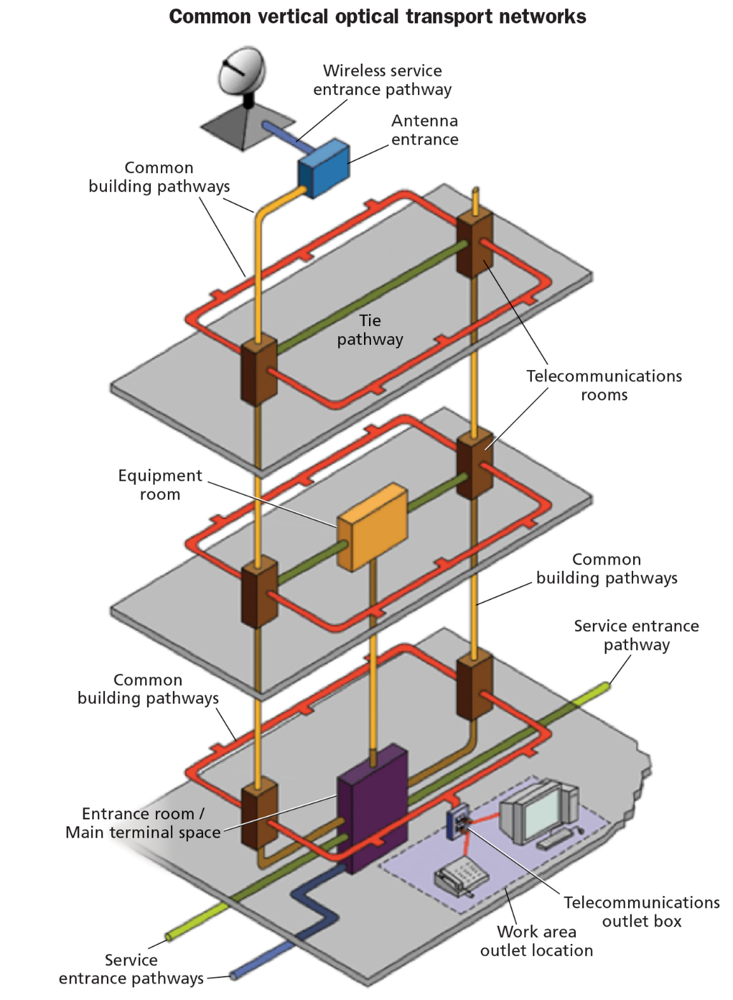 Common vertical optical transport networks
Wireless service
entrance pathway
Antenna
entrance
Common
building pathways
Tie
pathway
Telecommunications
rooms
Equipment
room
Common
building pathways
Service entrance
pathway
Common
building pathways
Entrance room /
Main terminal space
Telecommunications
outlet box
Work area
outlet location
Service
entrance pathways